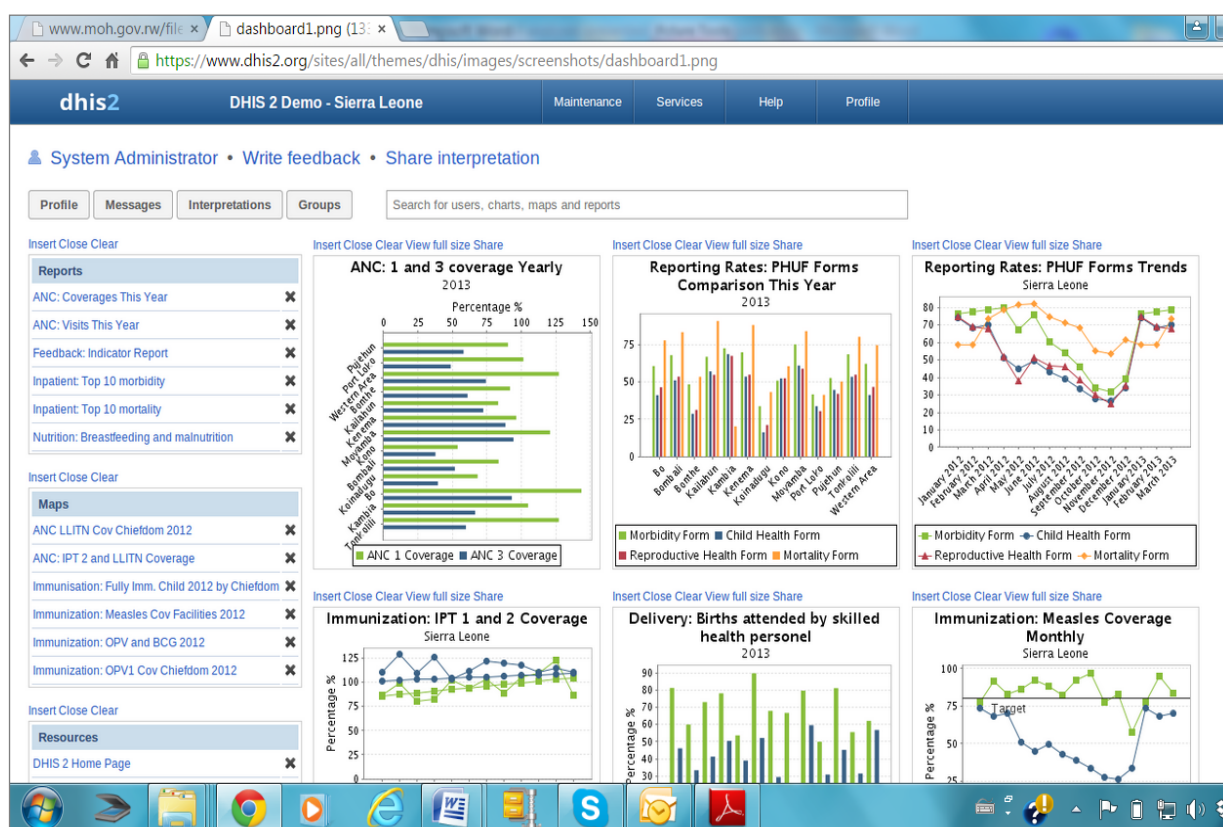 www.moh.gov.rw/file
dashboard1.png (13
https://www.dhis2.org/sites/all/themes/dhis/images/screenshots/dashboard1.png
dhis2 DHIS 2 Demo - Sierra Leone Maintenance Services Help Profile
System Administrator • Write feedback • Share interpretation
Profile Messages Interpretations Groups Search for users, charts, maps and reports
Insert Close Clear
Reports
ANC: Coverages This Year
ANC: Visits This Year
Feedback: Indicator Report
Inpatient: Top 10 morbidity
Inpatient: Top 10 mortality
Nutrition: Breastfeeding and malnutrition
Insert Close Clear
Maps
ANC LLITN Cov Chiefdom 2012
ANC: IPT 2 and LLITN Coverage
Immunisation: Fully Imm. Child 2012 by Chiefdom
Immunization: Measles Cov Facilities 2012
Immunization: OPV and BCG 2012
Immunization: OPV1 Cov Chiefdom 2012
Insert Close Clear
Resources
DHIS 2 Home Page
Insert Close Clear View full size Share
ANC: 1 and 3 coverage Yearly
2013
Percentage %
0 25 50 75 100 125 150
Pujehun
Port Loko
Western Area
Bonthe
Kailahun
Kenema
Moyamba
Kono
Bombali
Koinadugu
Bo
Kambia
Tonkolili
ANC 1 Coverage ANC 3 Coverage
Insert Close Clear View full size Share
Reporting Rates: PHUF Forms
Comparison This Year
2013
75
50
25
0
Bo
Bombali
Bonthe
Kailahun
Kambia
Kenema
Koinadugu
Kono
Moyamba
Port Loko
Pujehun
Tonkolili
Western Area
Morbidity Form Child Health Form
Reproductive Health Form Mortality Form
Insert Close Clear View full size Share
Reporting Rates: PHUF Forms Trends
Sierra Leone
80
70
60
50
40
30
20
10
0
January 2012
February 2012
March 2012
April 2012
May 2012
June 2012
July 2012
August 2012
September 2012
October 2012
November 2012
December 2012
January 2013
February 2013
March 2013
Morbidity Form Child Health Form
Reproductive Health Form Mortality Form
Insert Close Clear View full size Share
Immunization: IPT 1 and 2 Coverage
Sierra Leone
Percentage %
125
100
75
50
25
0
Insert Close Clear View full size Share
Delivery: Births attended by skilled
health personel
2013
Percentage %
90
80
70
60
50
40
30
Insert Close Clear View full size Share
Immunization: Measles Coverage
Monthly
Sierra Leone
Percentage %
100
75
50
25
Target